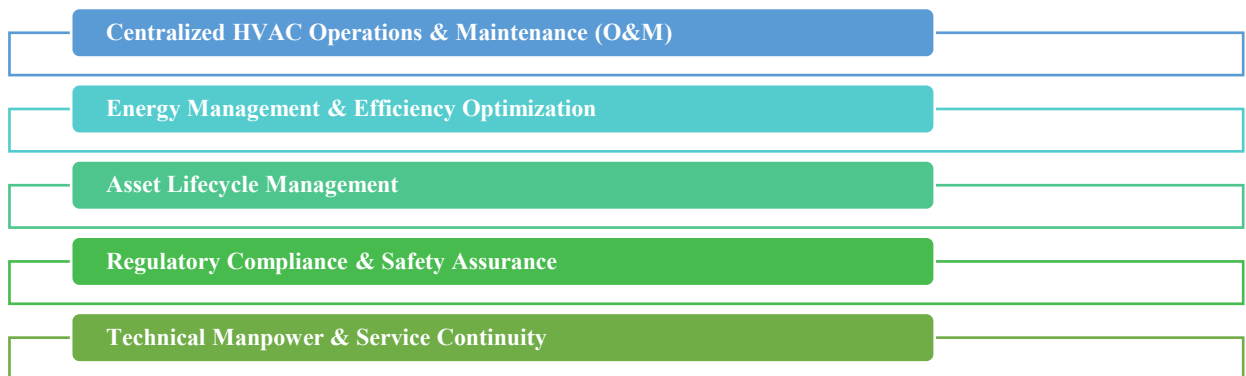 Centralized HVAC Operations & Maintenance (O&M)
Energy Management & Efficiency Optimization
Asset Lifecycle Management
Regulatory Compliance & Safety Assurance
Technical Manpower & Service Continuity